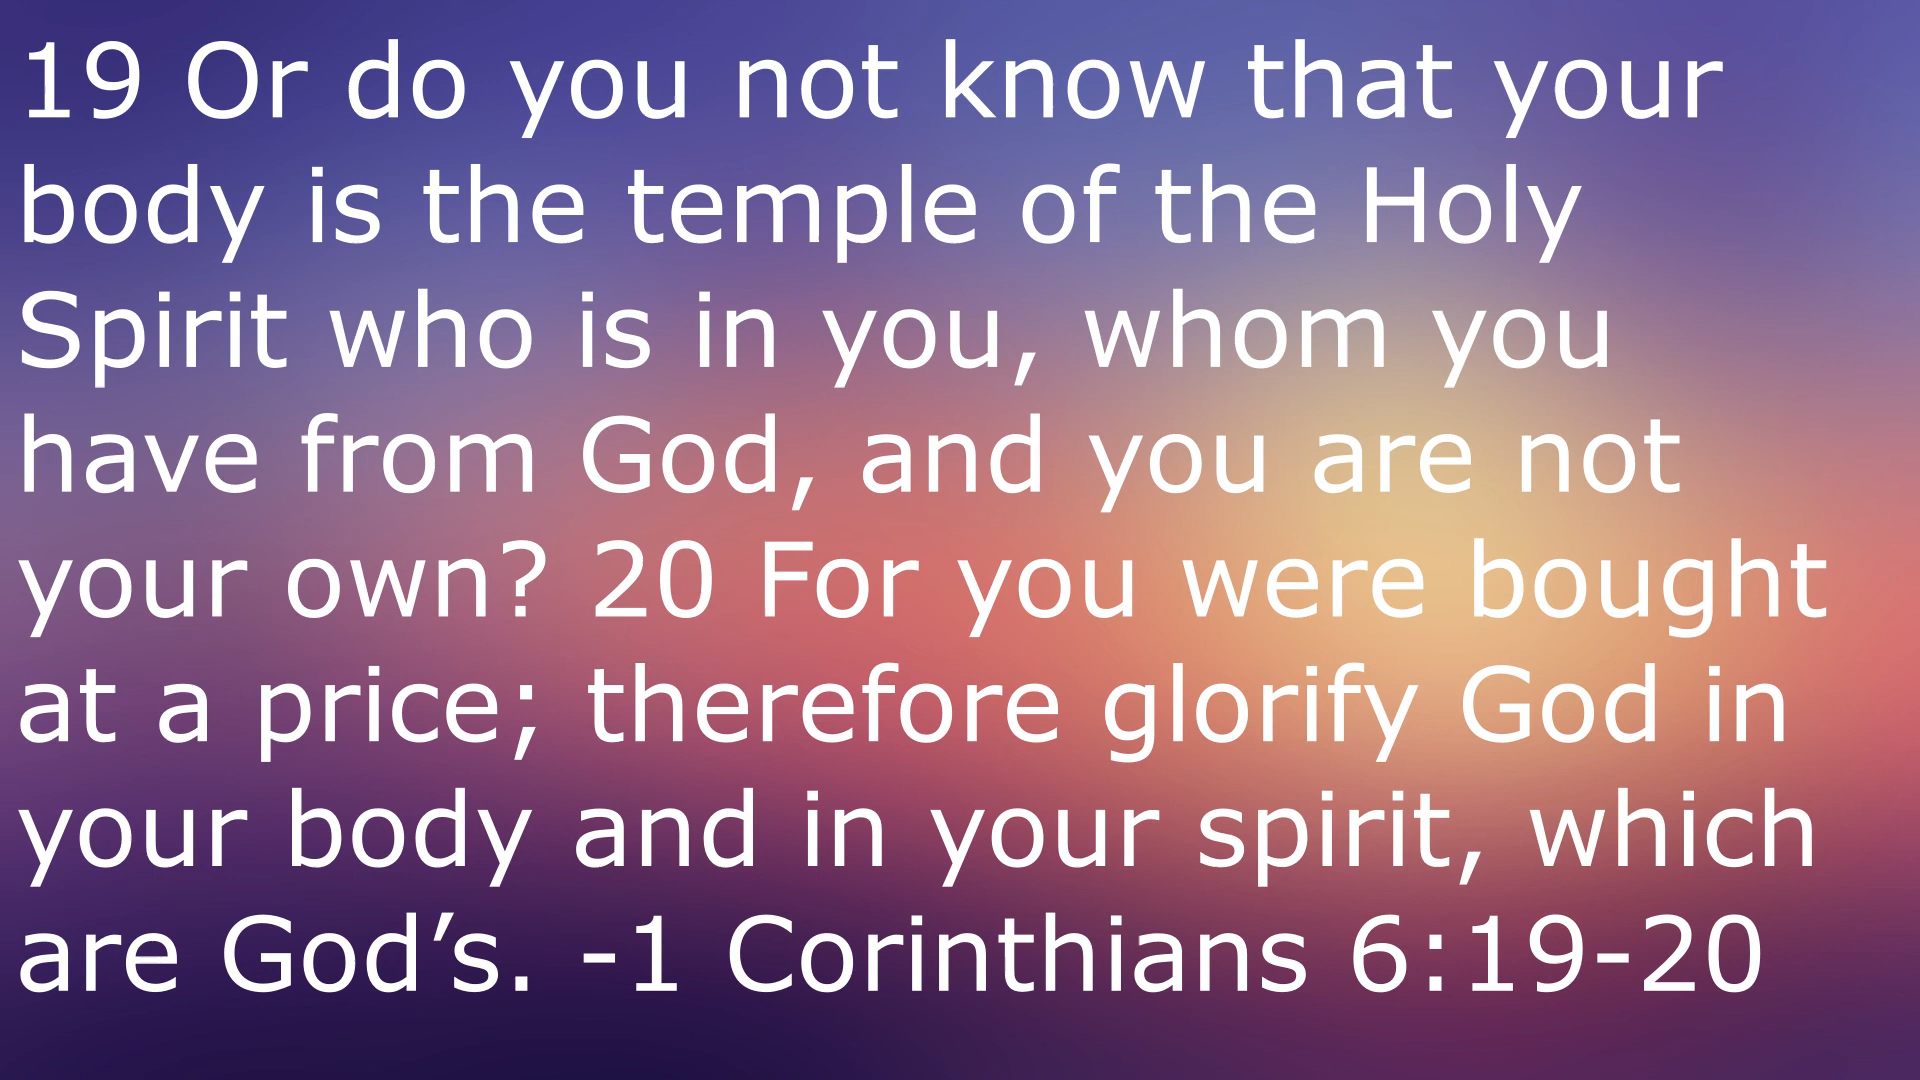 19 Or do you not know that your
body is the temple of the Holy
Spirit who is in you, whom you
have from God, and you are not
your own? 20 For you were bought
at a price; therefore glorify God in
your body and in your spirit, which
are God’s. -1 Corinthians 6:19-20